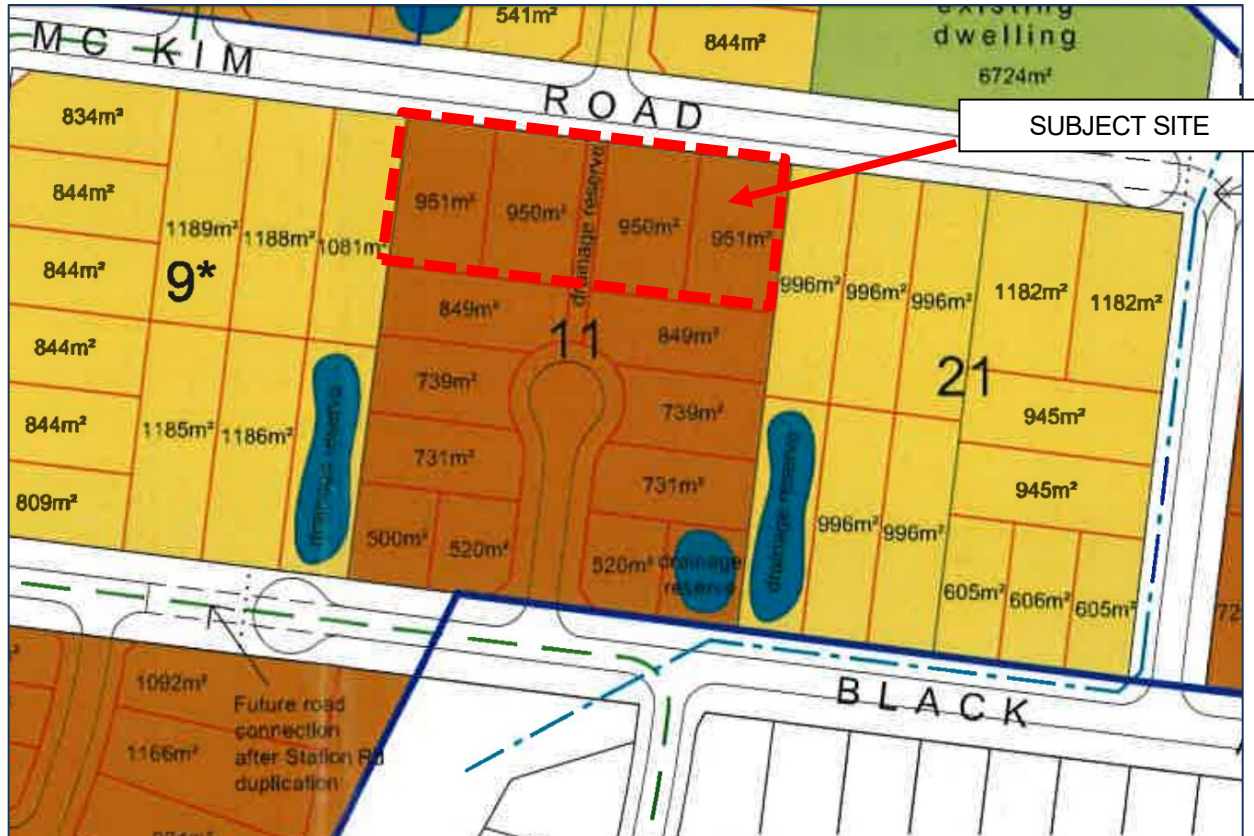 541m²
844m²
existing
dwelling
6724m²
MC KIM
ROAD
SUBJECT SITE
834m²
844m²
844m²
844m²
844m²
809m²
1189m²
1188m²
1081m²
9*
1185m²
1186m²
drainage reserve
951m²
950m²
drainage reserve
950m²
951m²
849m²
11
849m²
739m²
739m²
731m²
731m²
500m²
520m²
520m²
drainage
reserve
drainage reserve
996m²
996m²
996m²
1182m²
1182m²
21
945m²
945m²
996m²
996m²
605m²
606m²
605m²
BLACK
1092m²
1166m²
Future road
connection
after Station Rd
duplication